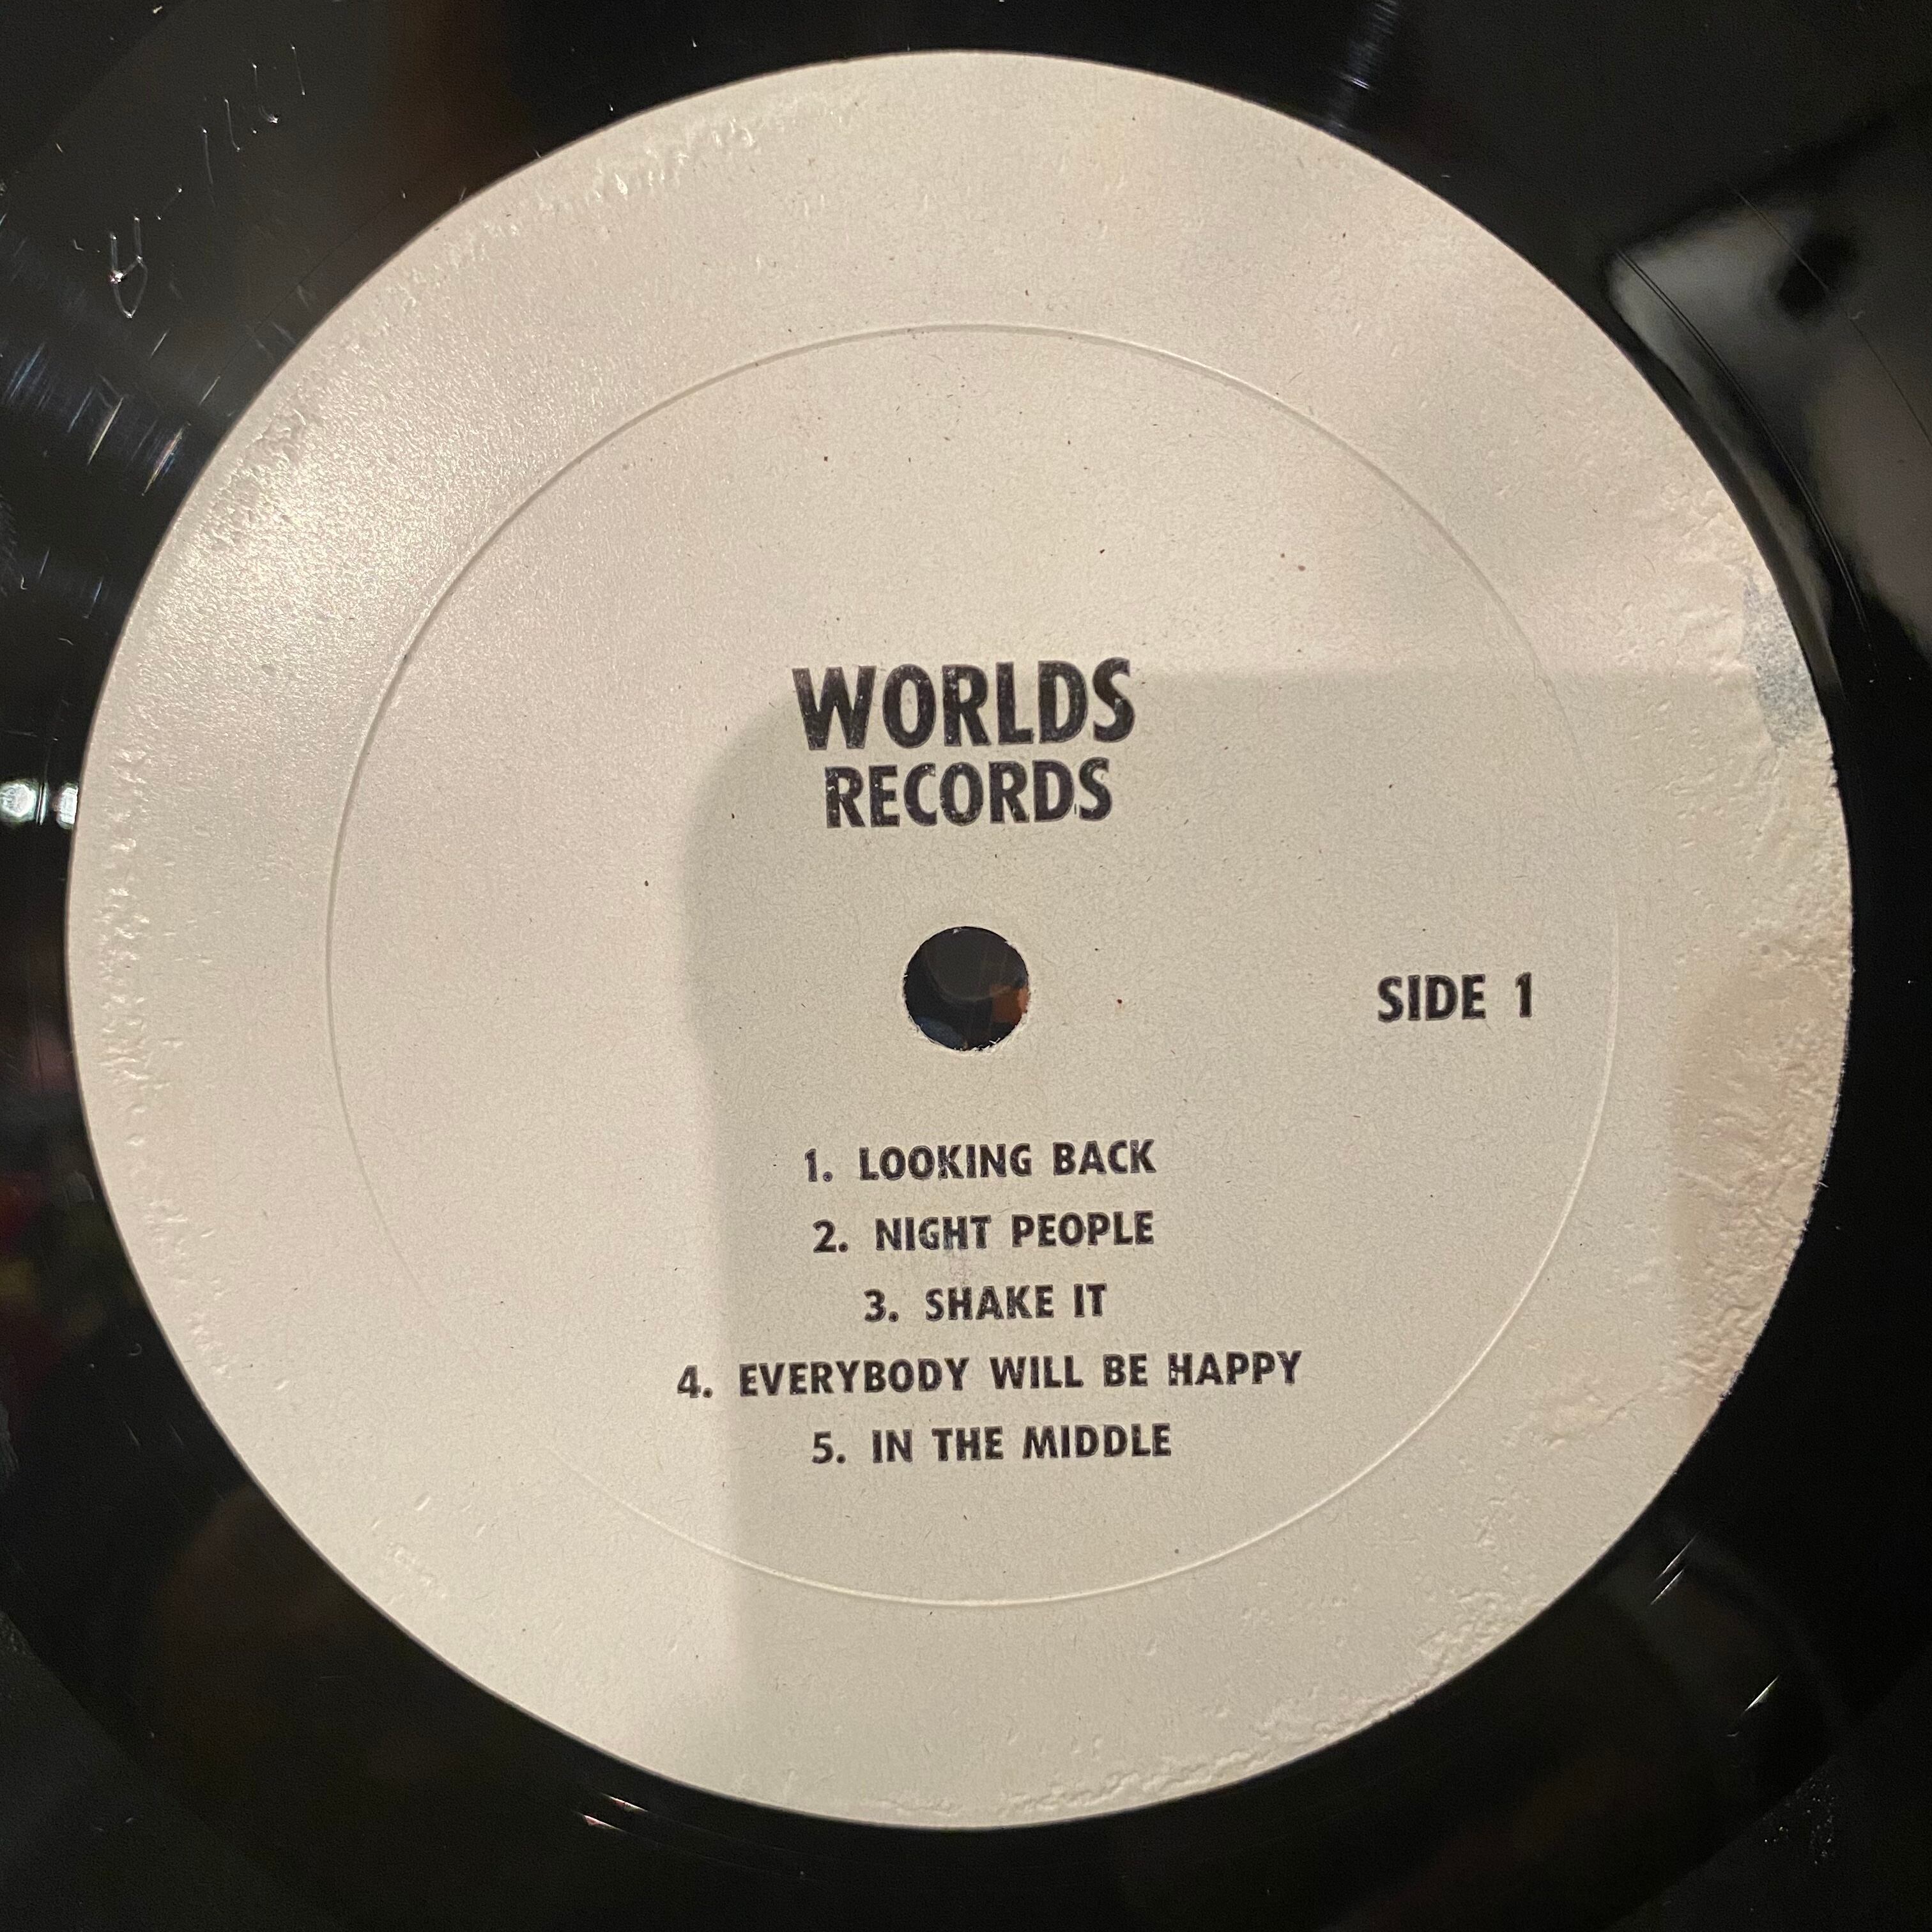 WORLDS
RECORDS
SIDE 1
1. LOOKING BACK
2. NIGHT PEOPLE
3. SHAKE IT
4. EVERYBODY WILL BE HAPPY
5. IN THE MIDDLE